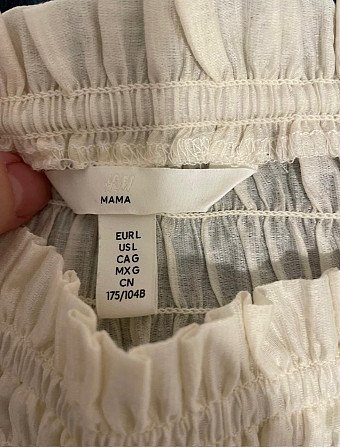 H&M
MAMA
EUR L
US L
CA G
MX G
CN
175/104B